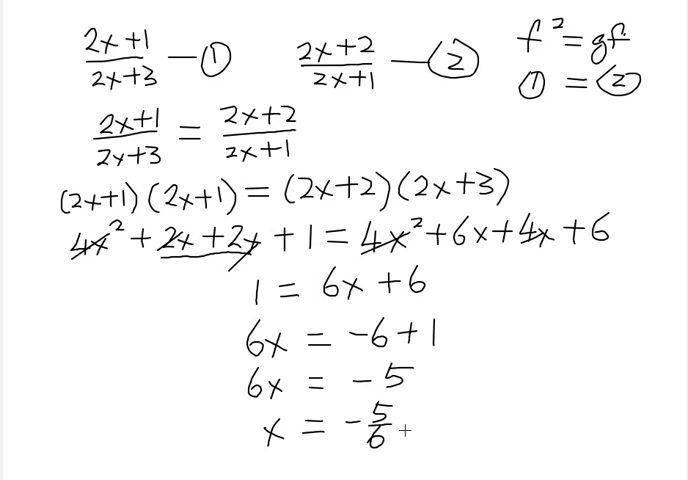 2x+1/2x+3 — ① 2x+2/2x+1 — ② f² = gf
① = ②
2x+1/2x+3 = 2x+2/2x+1
(2x+1)(2x+1) = (2x+2)(2x+3)
4x² + 2x + 2x + 1 = 4x² + 6x + 4x + 6
1 = 6x + 6
6x = -6 + 1
6x = -5
x = -5/6